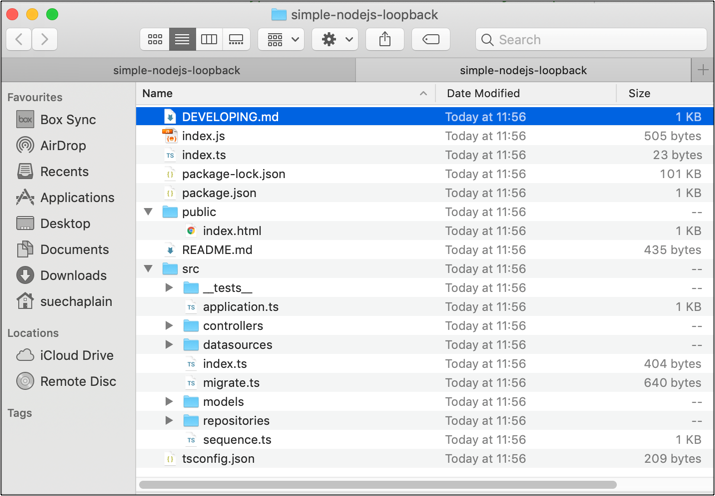 simple-nodejs-loopback
Search
simple-nodejs-loopback
simple-nodejs-loopback
Favourites
box Box Sync
AirDrop
Recents
Applications
Desktop
Documents
Downloads
suechaplain
Locations
iCloud Drive
Remote Disc
Tags
Name Date Modified Size
DEVELOPING.md Today at 11:56 1 KB
index.js Today at 11:56 505 bytes
TS index.ts Today at 11:56 23 bytes
{} package-lock.json Today at 11:56 101 KB
{} package.json Today at 11:56 1 KB
public Today at 11:56 --
index.html Today at 11:56 1 KB
README.md Today at 11:56 435 bytes
src Today at 11:56 --
__tests__ Today at 11:56 --
TS application.ts Today at 11:56 1 KB
controllers Today at 11:56 --
datasources Today at 11:56 --
TS index.ts Today at 11:56 404 bytes
TS migrate.ts Today at 11:56 640 bytes
models Today at 11:56 --
repositories Today at 11:56 --
TS sequence.ts Today at 11:56 1 KB
{} tsconfig.json Today at 11:56 209 bytes